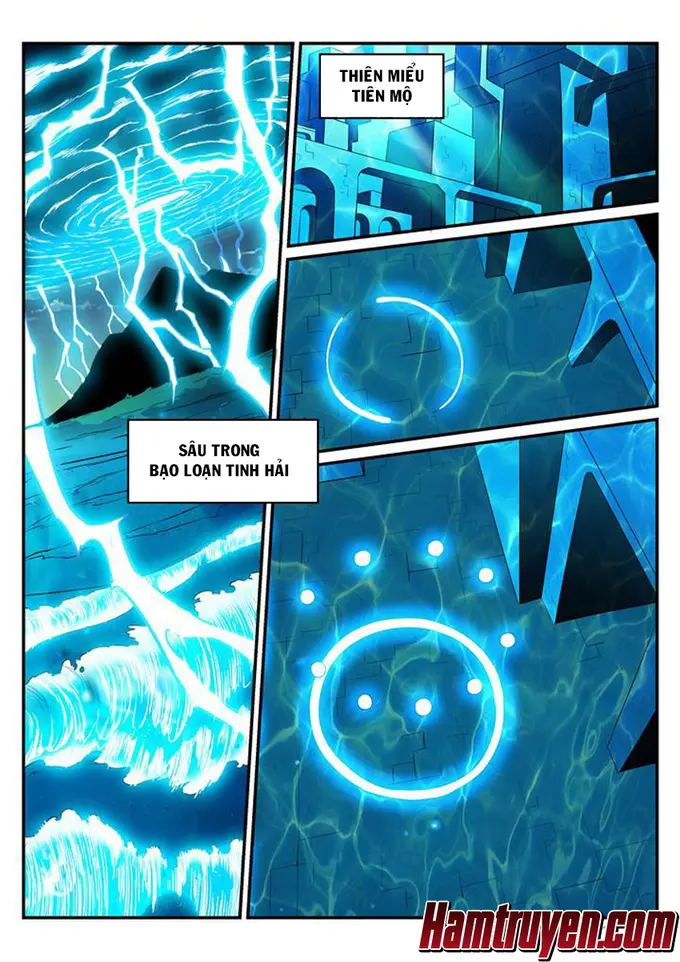 THIÊN MIỂU
TIÊN MỘ
SÂU TRONG
BẠO LOẠN TINH HẢI
Hamtruyen.com